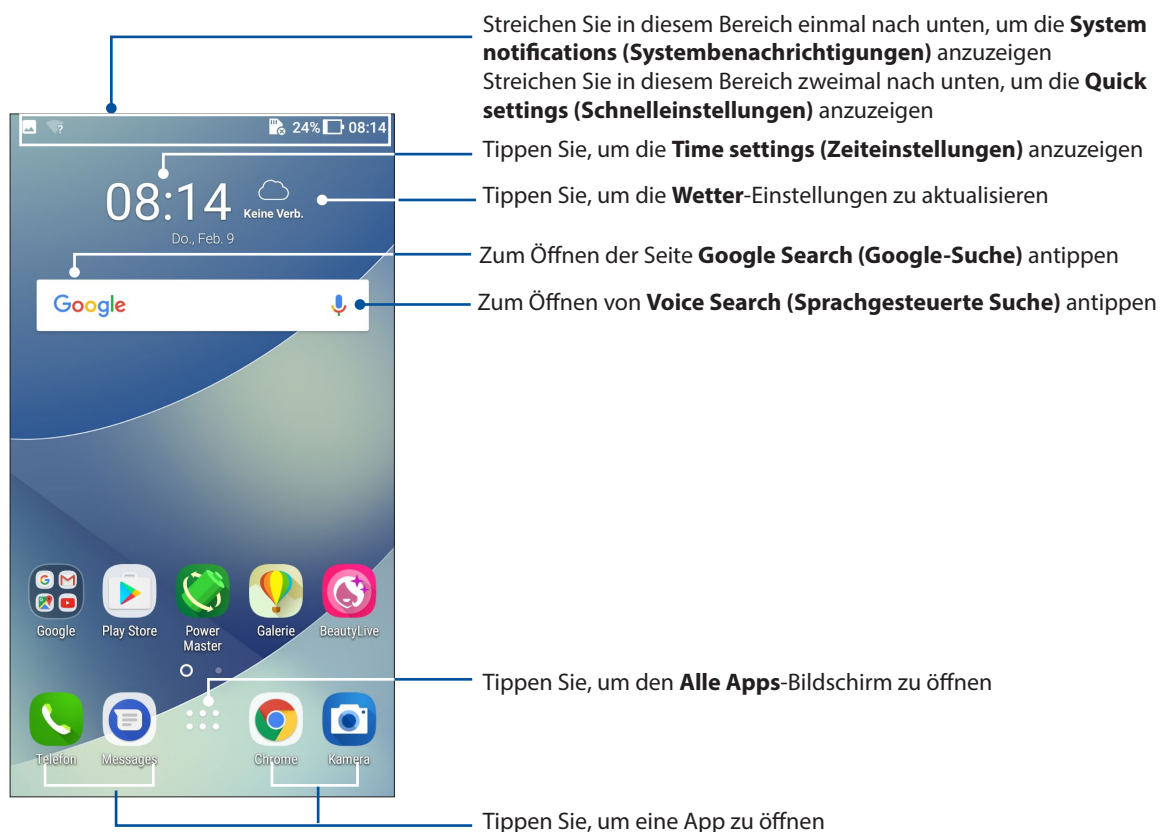 Streichen Sie in diesem Bereich einmal nach unten, um die System
notifications (Systembenachrichtigungen) anzuzeigen
Streichen Sie in diesem Bereich zweimal nach unten, um die Quick
settings (Schnelleinstellungen) anzuzeigen
24% 08:14
Tippen Sie, um die Time settings (Zeiteinstellungen) anzuzeigen
08:14
Keine Verb.
Tippen Sie, um die Wetter-Einstellungen zu aktualisieren
Do., Feb. 9
Zum Öffnen der Seite Google Search (Google-Suche) antippen
Google
Zum Öffnen von Voice Search (Sprachgesteuerte Suche) antippen
Google Play Store Power Galerie BeautyLive
Master
Tippen Sie, um den Alle Apps-Bildschirm zu öffnen
Telefon Messages Chrome Kamera
Tippen Sie, um eine App zu öffnen